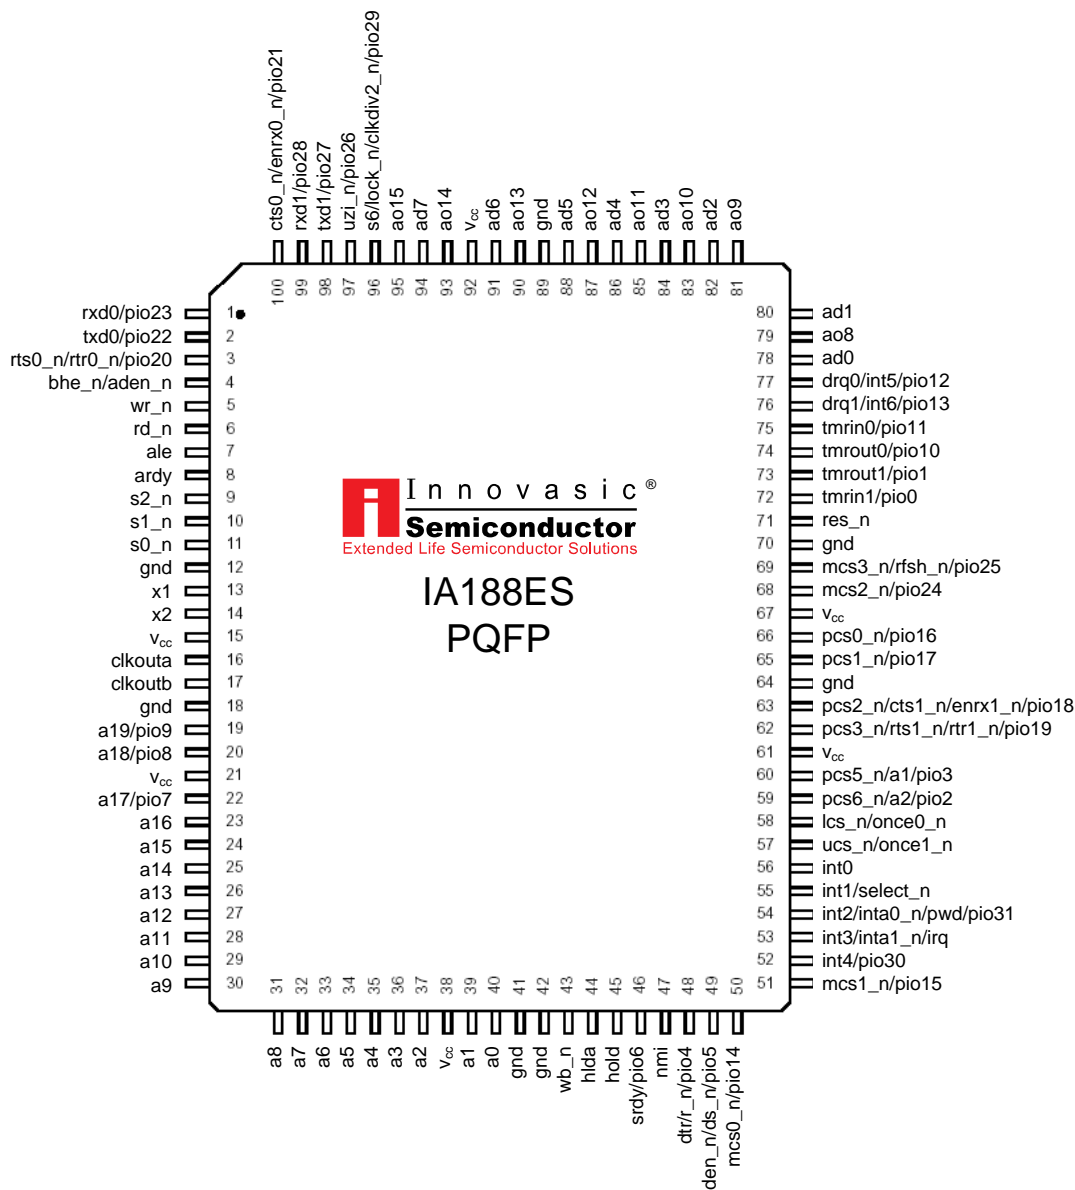 cts0_n/enrx0_n/pio21
rxd1/pio28
txd1/pio27
uzi_n/pio26
s6/lock_n/clkdiv2_n/pio29
ao15
ad7
ao14
vcc
ad6
ao13
gnd
ad5
ao12
ad4
ao11
ad3
ao10
ad2
ao9
100 99 98 97 96 95 94 93 92 91 90 89 88 87 86 85 84 83 82 81
rxd0/pio23 1 80 ad1
txd0/pio22 2 79 ao8
rts0_n/rtr0_n/pio20 3 78 ad0
bhe_n/aden_n 4 77 drq0/int5/pio12
wr_n 5 76 drq1/int6/pio13
rd_n 6 75 tmrin0/pio11
ale 7 74 tmrout0/pio10
ardy 8 73 tmrout1/pio1
s2_n 9 72 tmrin1/pio0
s1_n 10 71 res_n
s0_n 11 70 gnd
gnd 12 69 mcs3_n/rfsh_n/pio25
x1 13 68 mcs2_n/pio24
x2 14 67 vcc
vcc 15 66 pcs0_n/pio16
clkouta 16 65 pcs1_n/pio17
clkoutb 17 64 gnd
gnd 18 63 pcs2_n/cts1_n/enrx1_n/pio18
a19/pio9 19 62 pcs3_n/rts1_n/rtr1_n/pio19
a18/pio8 20 61 vcc
vcc 21 60 pcs5_n/a1/pio3
a17/pio7 22 59 pcs6_n/a2/pio2
a16 23 58 lcs_n/once0_n
a15 24 57 ucs_n/once1_n
a14 25 56 int0
a13 26 55 int1/select_n
a12 27 54 int2/inta0_n/pwd/pio31
a11 28 53 int3/inta1_n/irq
a10 29 52 int4/pio30
a9 30 51 mcs1_n/pio15
Innovasic®
Semiconductor
Extended Life Semiconductor Solutions
IA188ES
PQFP
31 32 33 34 35 36 37 38 39 40 41 42 43 44 45 46 47 48 49 50
a8
a7
a6
a5
a4
a3
a2
vcc
a1
a0
gnd
gnd
wb_n
hlda
hold
srdy/pio6
nmi
dtr/r_n/pio4
den_n/ds_n/pio5
mcs0_n/pio14